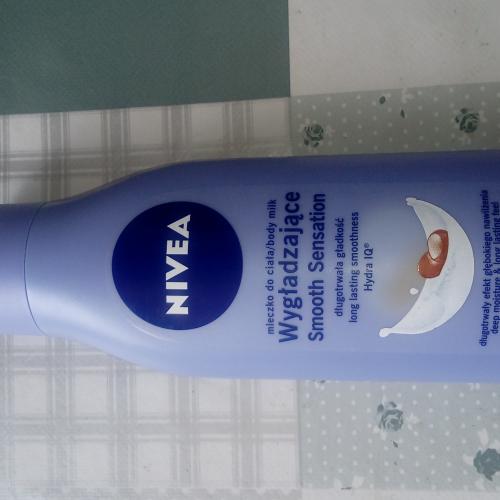 NIVEA
mleczko do ciała/body milk
Wygładzające
Smooth Sensation
długotrwała gładkość
long lasting smoothness
Hydra IQ®
długotrwały efekt głębokiego nawilżenia
deep moisture & long lasting feel